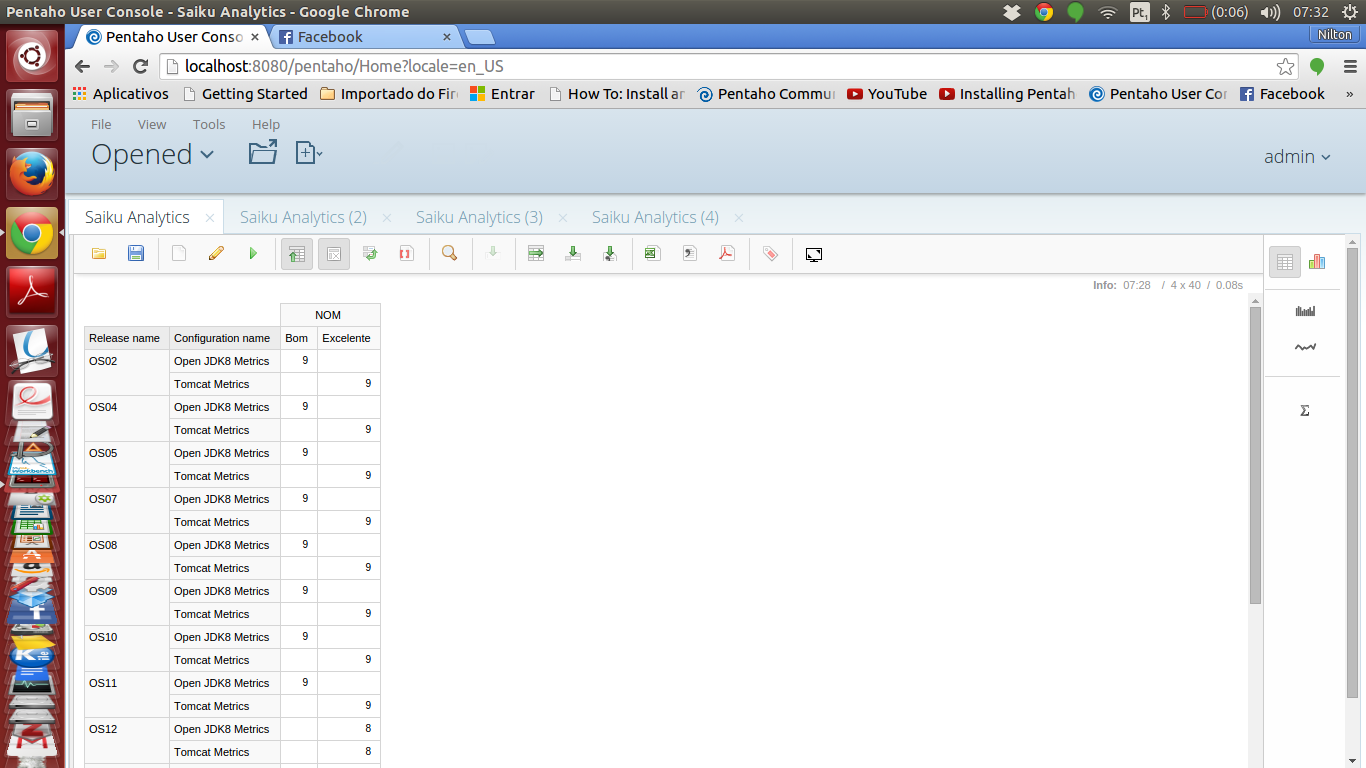 Pentaho User Console - Saiku Analytics - Google Chrome Pt1 (0:06) 07:32
Pentaho User Conso Facebook Nilton
localhost:8080/pentaho/Home?locale=en_US
Aplicativos Getting Started Importado do Fir Entrar How To: Install an Pentaho Commu YouTube Installing Pentah Pentaho User Con Facebook »
File View Tools Help
Opened
admin
Saiku Analytics Saiku Analytics (2) Saiku Analytics (3) Saiku Analytics (4)
Info: 07:28 / 4 x 40 / 0.08s
NOM
Release name Configuration name Bom Excelente
OS02 Open JDK8 Metrics 9
Tomcat Metrics 9
OS04 Open JDK8 Metrics 9
Tomcat Metrics 9
OS05 Open JDK8 Metrics 9
Tomcat Metrics 9
OS07 Open JDK8 Metrics 9
Tomcat Metrics 9
OS08 Open JDK8 Metrics 9
Tomcat Metrics 9
OS09 Open JDK8 Metrics 9
Tomcat Metrics 9
OS10 Open JDK8 Metrics 9
Tomcat Metrics 9
OS11 Open JDK8 Metrics 9
Tomcat Metrics 9
OS12 Open JDK8 Metrics 8
Tomcat Metrics 8
Σ